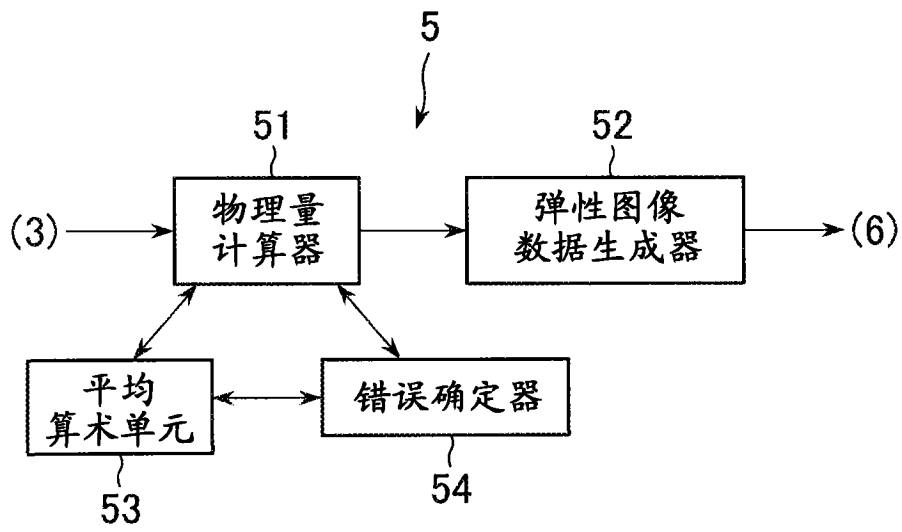 5
51
52
(3)
物理量
计算器
弹性图像
数据生成器
(6)
平均
算术单元
错误确定器
53
54